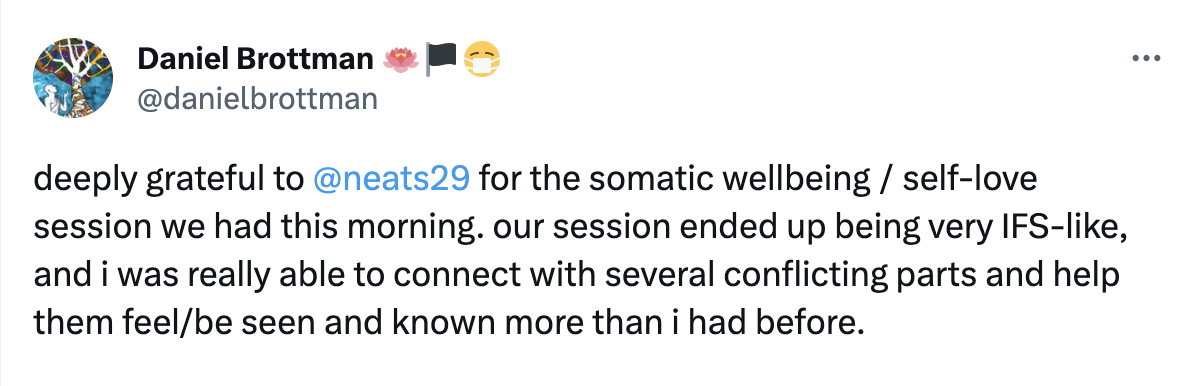 Daniel Brottman 🪷🏴😷
@danielbrottman
deeply grateful to @neats29 for the somatic wellbeing / self-love
session we had this morning. our session ended up being very IFS-like,
and i was really able to connect with several conflicting parts and help
them feel/be seen and known more than i had before.